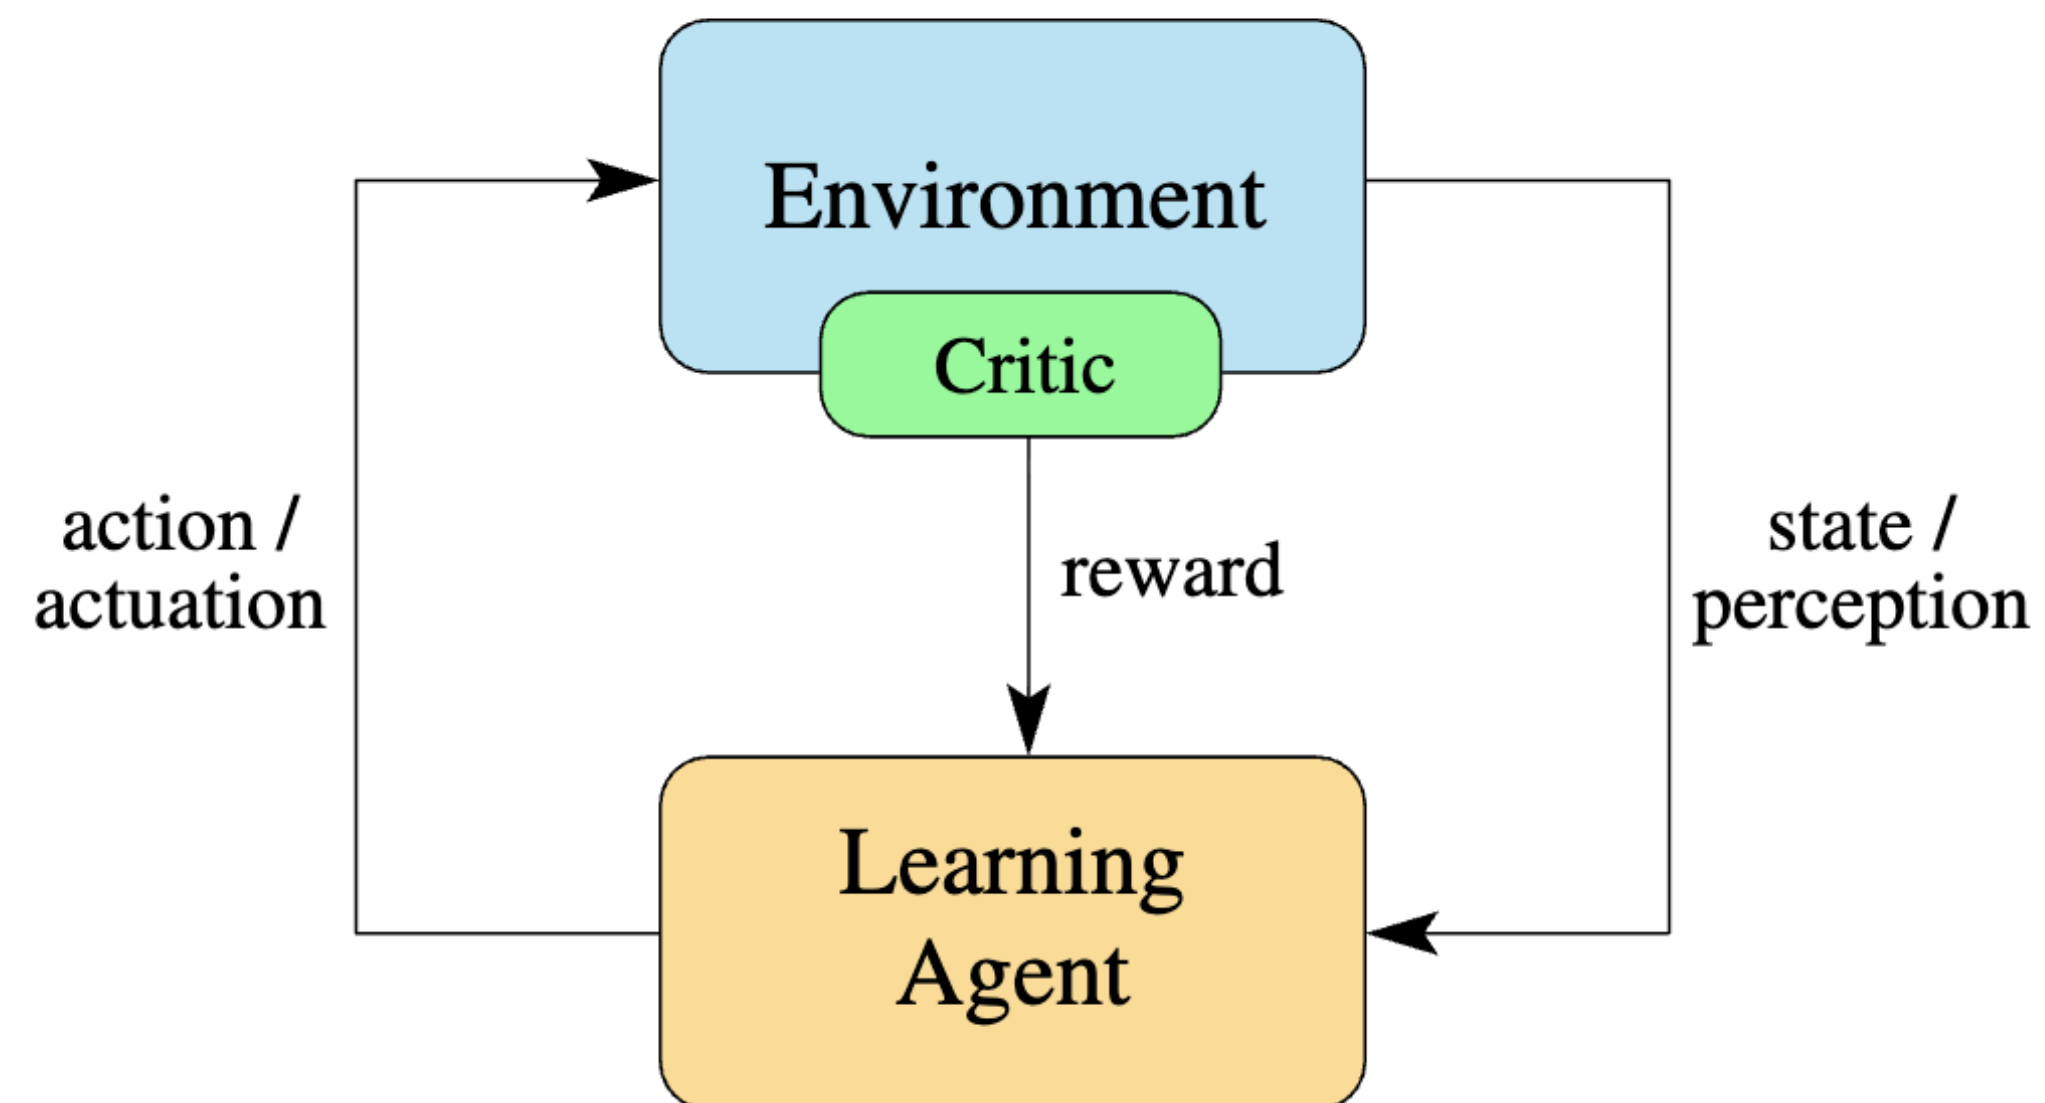 Environment
Critic
action /
actuation
reward
state /
perception
Learning
Agent